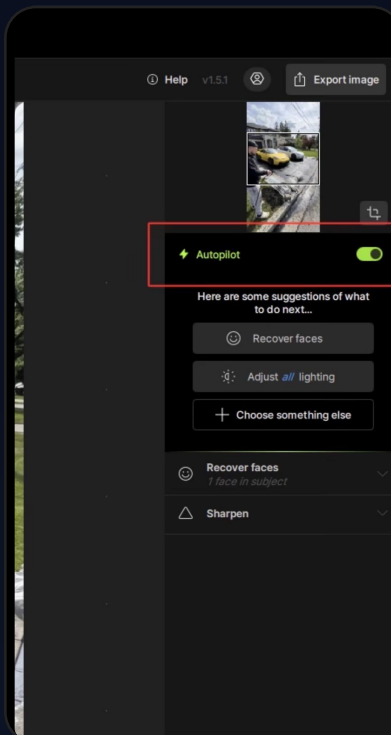 Help v1.5.1 Export image
Autopilot
Here are some suggestions of what
to do next...
Recover faces
Adjust all lighting
Choose something else
Recover faces
1 face in subject
Sharpen